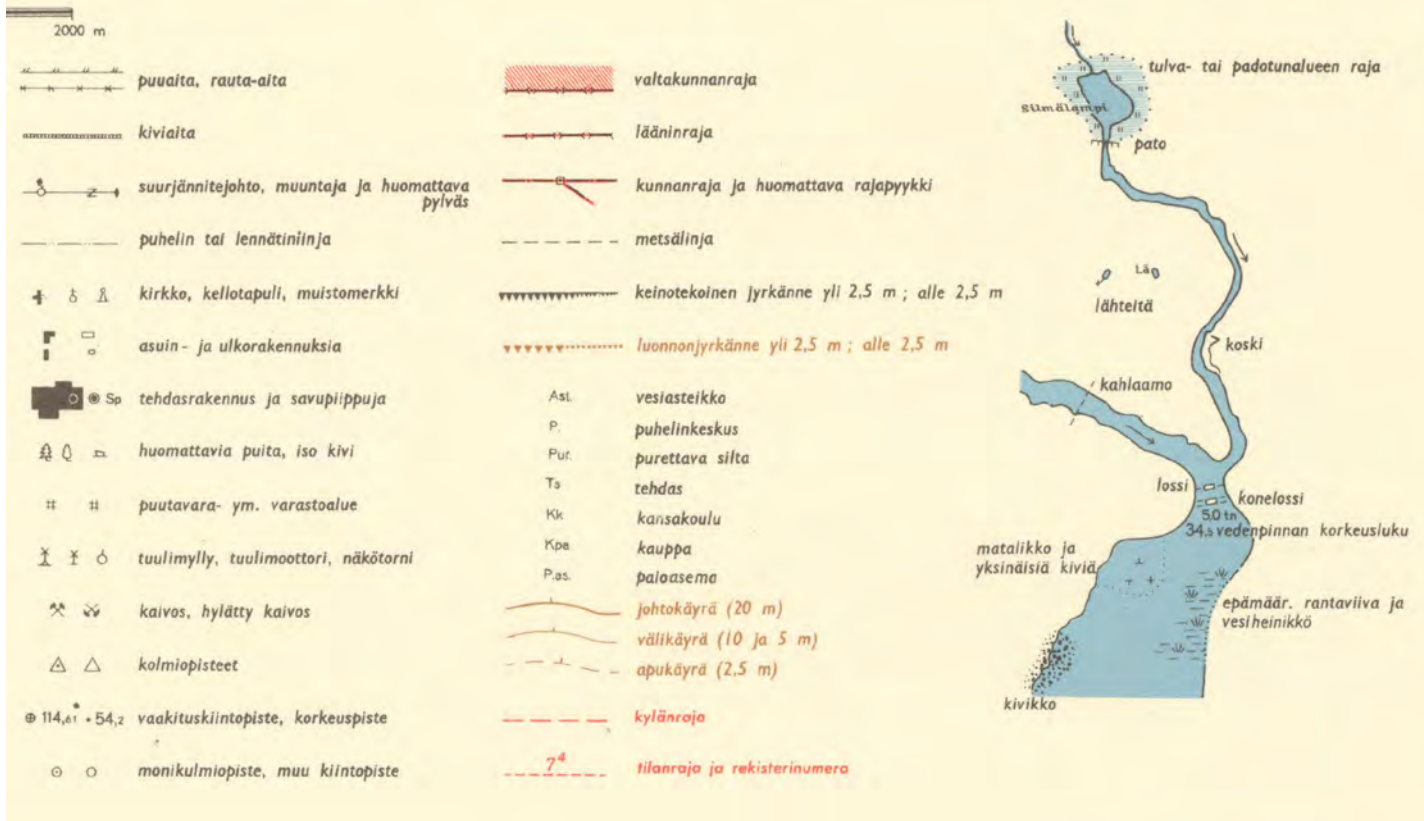 2000 m
puuaita, rauta-aita
kiviaita
suurjännitejohto, muuntaja ja huomattava
pylväs
puhelin tai lennätinlinja
kirkko, kellotapuli, muistomerkki
asuin- ja ulkorakennuksia
Sp tehdasrakennus ja savupiippuja
huomattavia puita, iso kivi
puutavara- ym. varastoalue
tuulimylly, tuulimoottori, näkötorni
kaivos, hylätty kaivos
kolmiopisteet
114,61 54,2 vaakituskiintopiste, korkeuspiste
monikulmiopiste, muu kiintopiste
valtakunnanraja
lääninraja
kunnanraja ja huomattava rajapyykki
metsälinja
keinotekoinen jyrkänne yli 2,5 m ; alle 2,5 m
luonnonjyrkänne yli 2,5 m ; alle 2,5 m
Ast. vesiasteikko
P. puhelinkeskus
Pur. purettava silta
Ts tehdas
Kk kansakoulu
Kpa kauppa
P.as. paloasema
johtokäyrä (20 m)
välikäyrä (10 ja 5 m)
apukäyrä (2,5 m)
kylänraja
7⁴ tilanraja ja rekisterinumero
tulva- tai padotunalueen raja
Silmälampi
pato
Lä
lähteitä
koski
kahlaamo
lossi
konelossi
5,0 tn
34,5 vedenpinnan korkeusluku
matalikko ja
yksinäisiä kiviä
epämäär. rantaviiva ja
vesiheinikkö
kivikko